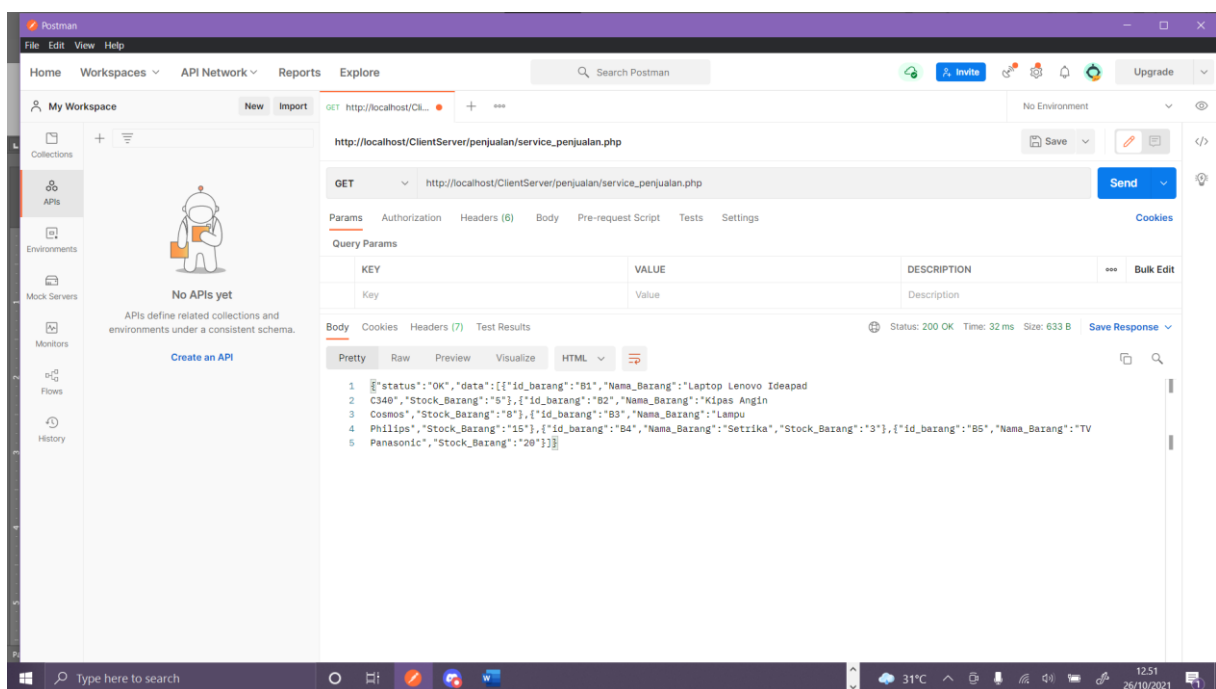 Postman
File Edit View Help
Home Workspaces API Network Reports Explore
Search Postman
Invite
Upgrade
My Workspace
New Import
GET http://localhost/Cli...
No Environment
Collections
APIs
Environments
Mock Servers
Monitors
Flows
History
No APIs yet
APIs define related collections and
environments under a consistent schema.
Create an API
http://localhost/ClientServer/penjualan/service_penjualan.php
Save
GET http://localhost/ClientServer/penjualan/service_penjualan.php
Send
Params Authorization Headers (6) Body Pre-request Script Tests Settings
Cookies
Query Params
KEY VALUE DESCRIPTION
Bulk Edit
Key Value Description
Body Cookies Headers (7) Test Results
Status: 200 OK Time: 32 ms Size: 633 B Save Response
Pretty Raw Preview Visualize HTML
1 {"status":"OK","data":[{"id_barang":"B1","Nama_Barang":"Laptop Lenovo Ideapad
2 C340","Stock_Barang":"5"},{"id_barang":"B2","Nama_Barang":"Kipas Angin
3 Cosmos","Stock_Barang":"8"},{"id_barang":"B3","Nama_Barang":"Lampu
4 Philips","Stock_Barang":"15"},{"id_barang":"B4","Nama_Barang":"Setrika","Stock_Barang":"3"},{"id_barang":"B5","Nama_Barang":"TV
5 Panasonic","Stock_Barang":"20"}]}
Type here to search
31°C
12.51
26/10/2021